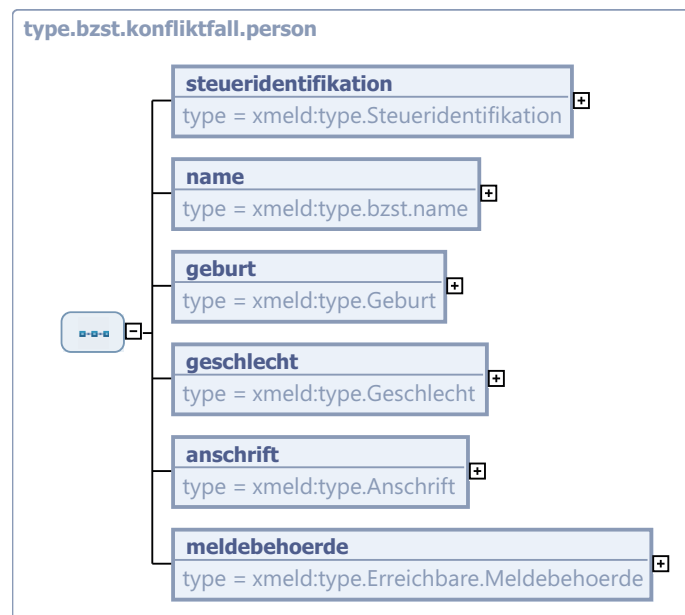 type.bzst.konfliktfall.person
steueridentifikation
type = xmeld:type.Steueridentifikation
name
type = xmeld:type.bzst.name
geburt
type = xmeld:type.Geburt
geschlecht
type = xmeld:type.Geschlecht
anschrift
type = xmeld:type.Anschrift
meldebehoerde
type = xmeld:type.Erreichbare.Meldebehoerde